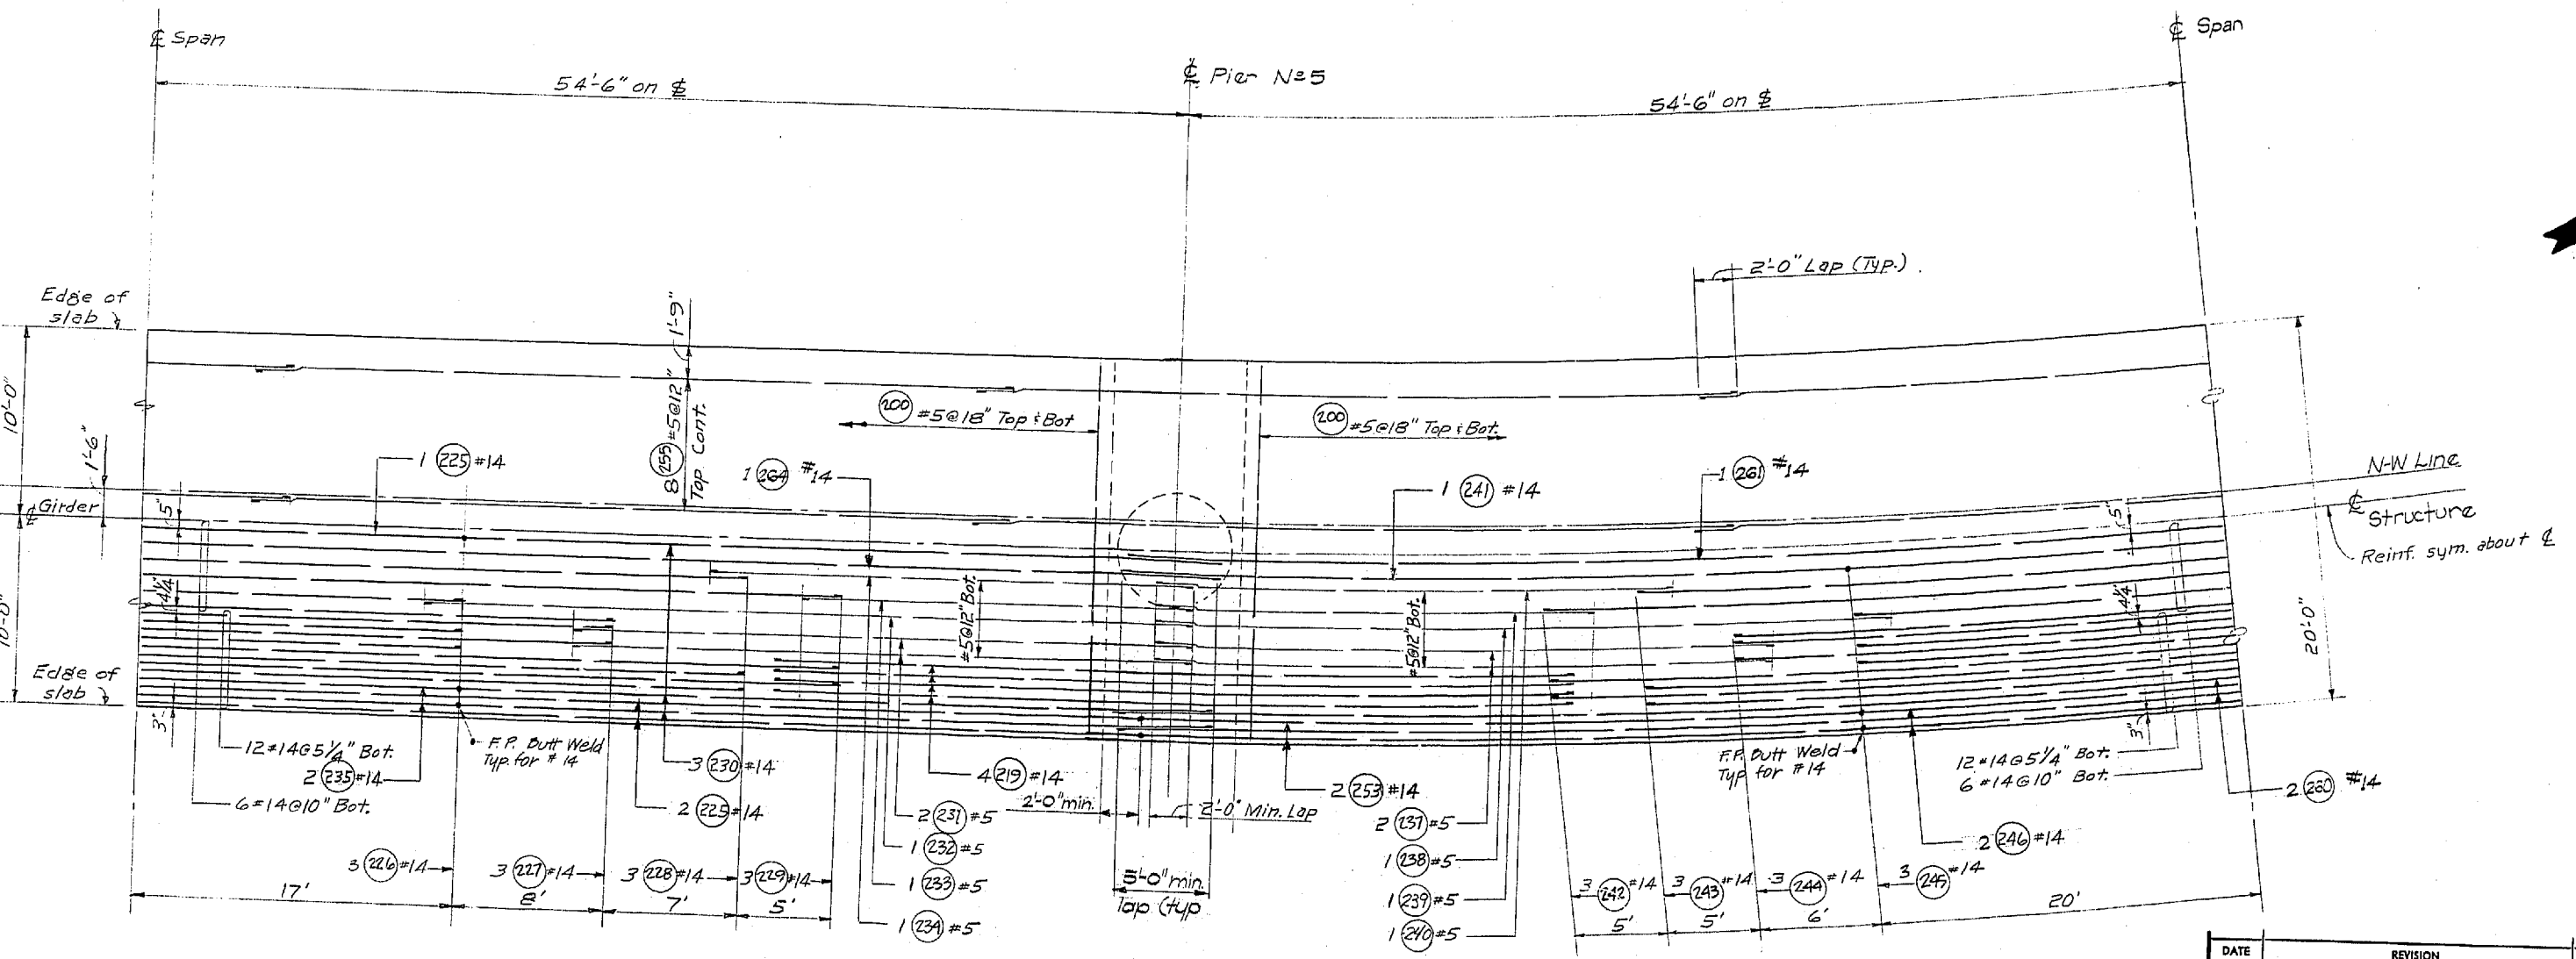 ℄ Span
℄ Span
54'-6" on ℄
℄ Pier Nº5
54'-6" on ℄
2'-0" Lap (Typ.)
Edge of
slab
1'-9"
10'-0"
1'-6"
200 #5@18" Top & Bot
200 #5@18" Top & Bot.
8 255 #5@12"
Top Cont.
1 225 #14
1 264 #14
1 241 #14
1 261 #14
N-W Line
℄ Structure
Reinf. sym. about ℄
℄ Girder
5"
5"
4¼
4¼
10'-0"
20'-0"
#5@12" Bot.
#5@12" Bot.
Edge of
slab
3"
3"
12 #14@5¼" Bot.
2 235 #14
6 #14@10" Bot.
F.P. Butt Weld
Typ. for #14
3 230 #14
2 225 #14
4 219 #14
2 231 #5
1 232 #5
1 233 #5
1 234 #5
2'-0" min.
2'-0" Min. Lap
5'-0" min.
lap (typ
2 253 #14
2 237 #5
1 238 #5
1 239 #5
1 240 #5
F.P. Butt Weld
Typ for #14
12 #14@5¼" Bot.
6 #14@10" Bot.
2 260 #14
2 246 #14
3 226 #14
3 227 #14
3 228 #14
3 229 #14
3 242 #14
3 243 #14
3 244 #14
3 245 #14
17'
8'
7'
5'
5'
5'
6'
20'
DATE
REVISION